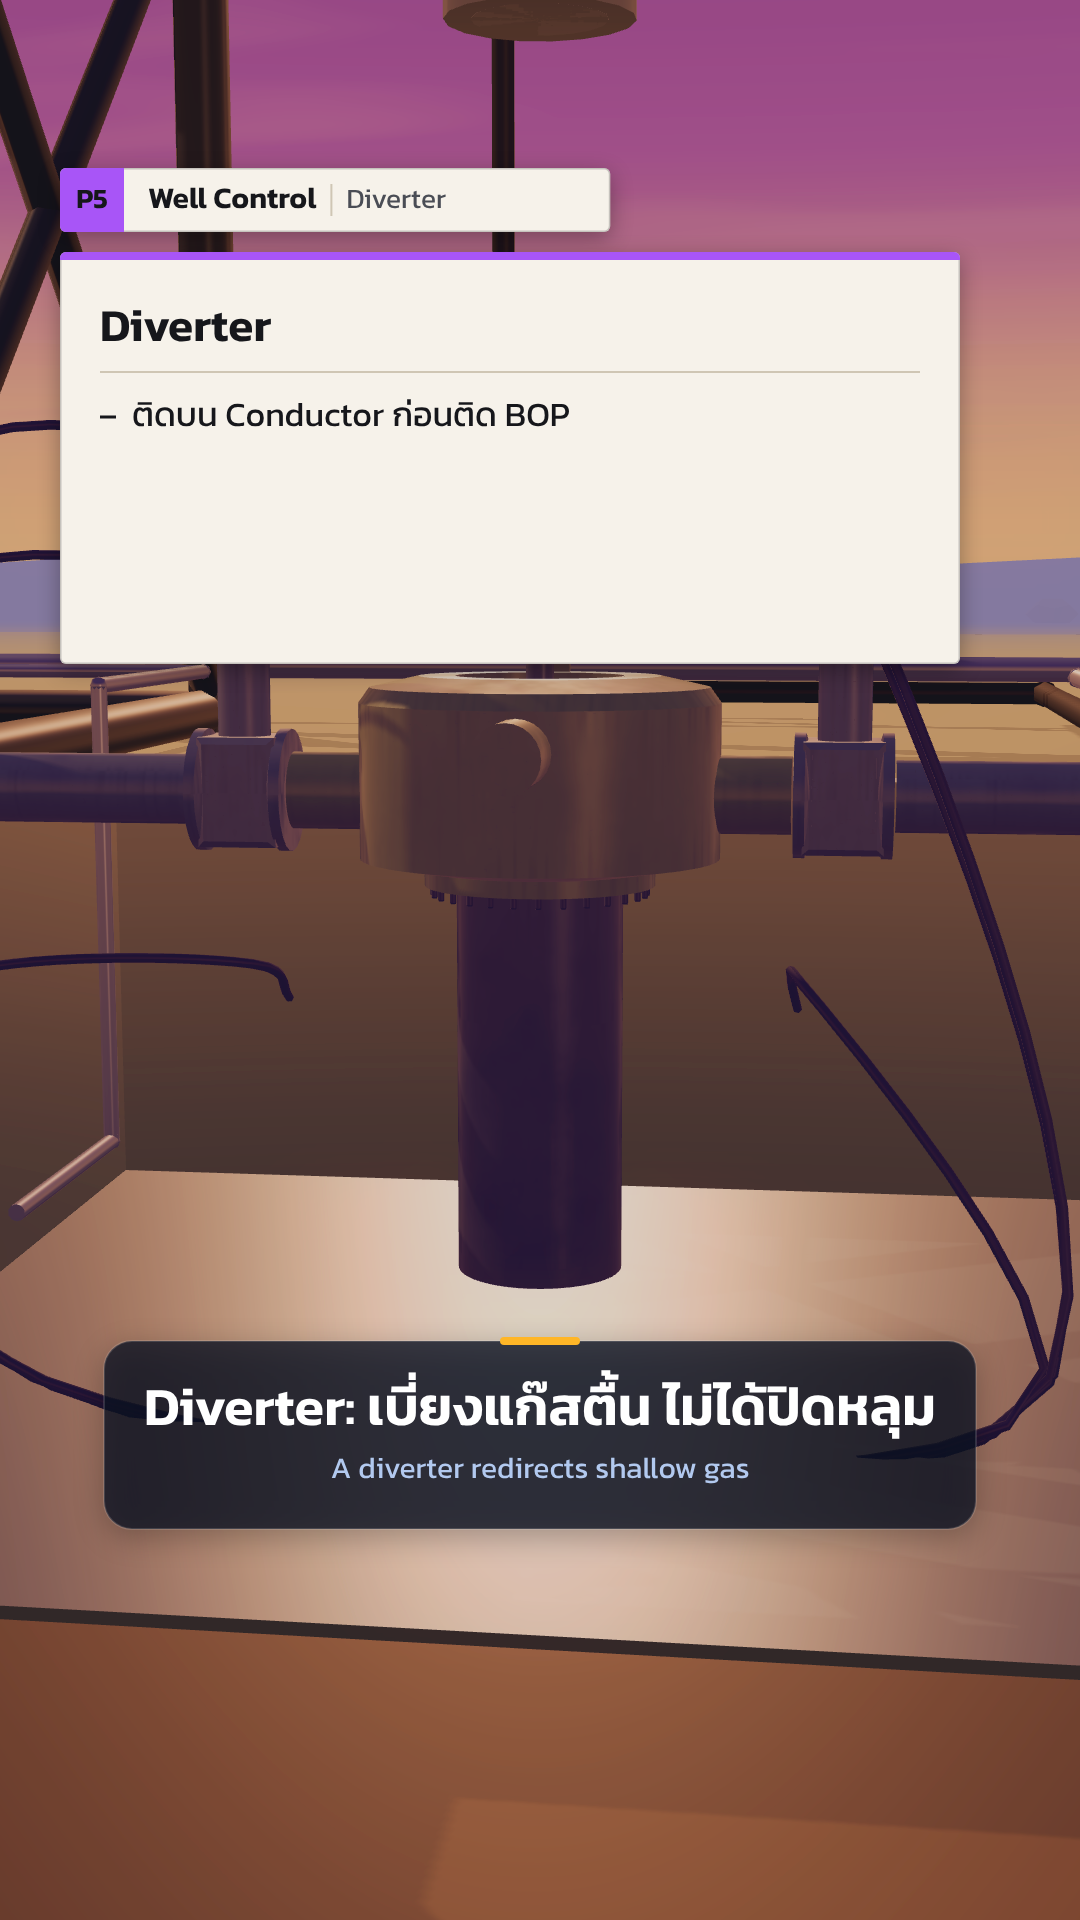 P5 Well Control | Diverter
Diverter
– ติดบน Conductor ก่อนติด BOP
Diverter: เบี่ยงแก๊สตื้น ไม่ได้ปิดหลุม
A diverter redirects shallow gas